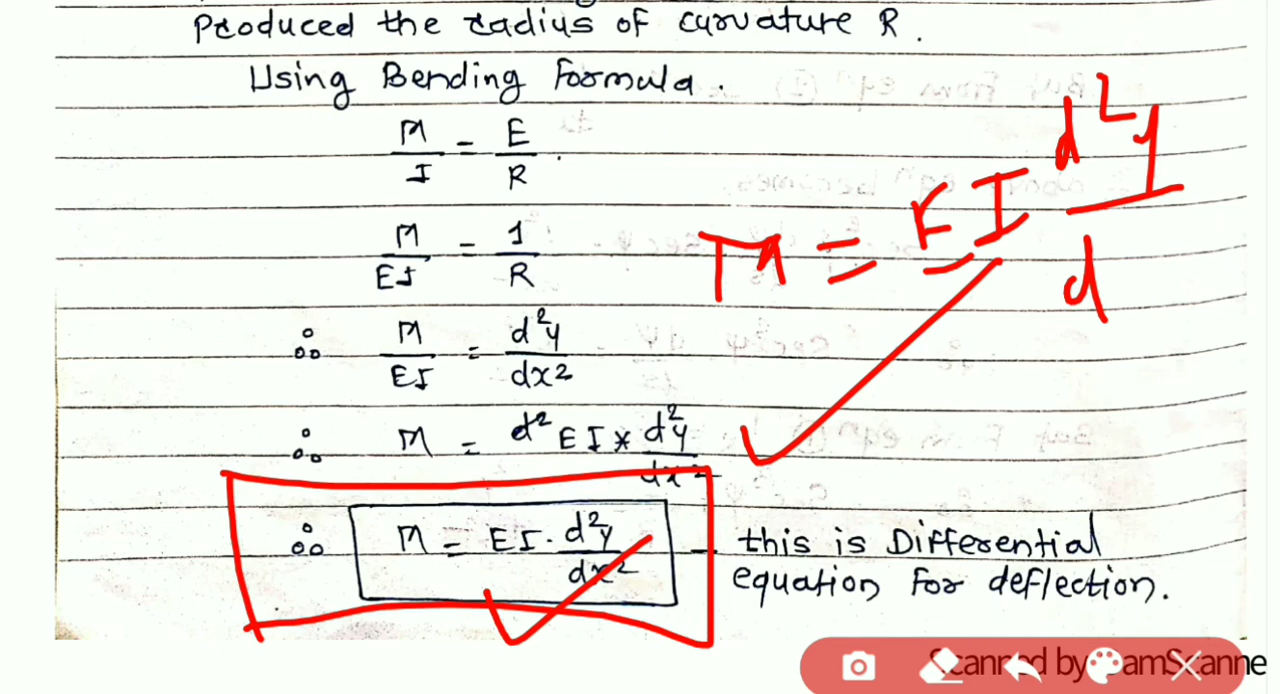 Produced the radius of curvature R.
Using Bending Formula.
M/I = E/R.
M/EI = 1/R
∴ M/EI = d²y/dx²
∴ M = d² EI × d²y/dx²
∴ M = EI · d²y/dx² - this is Differential
equation For deflection.
M = EI d²y/d
Scanned by CamScanne